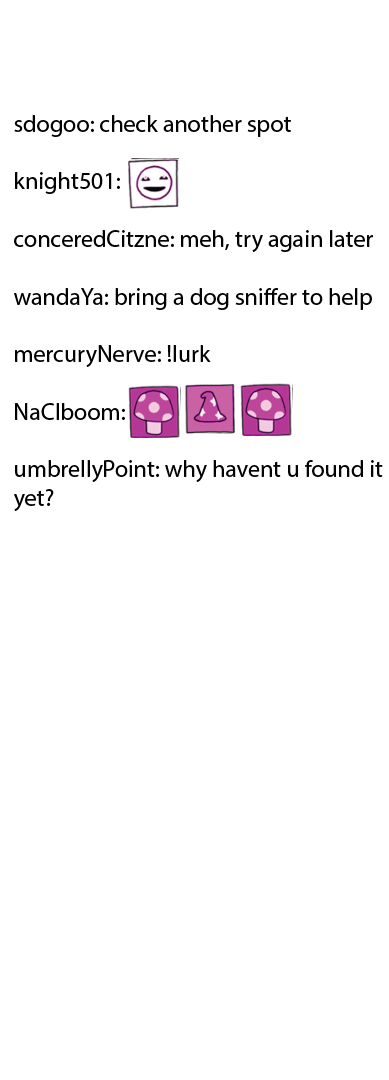 sdogoo: check another spot
knight501:
conceredCitzne: meh, try again later
wandaYa: bring a dog sniffer to help
mercuryNerve: !lurk
NaClboom:
umbrellyPoint: why havent u found it
yet?